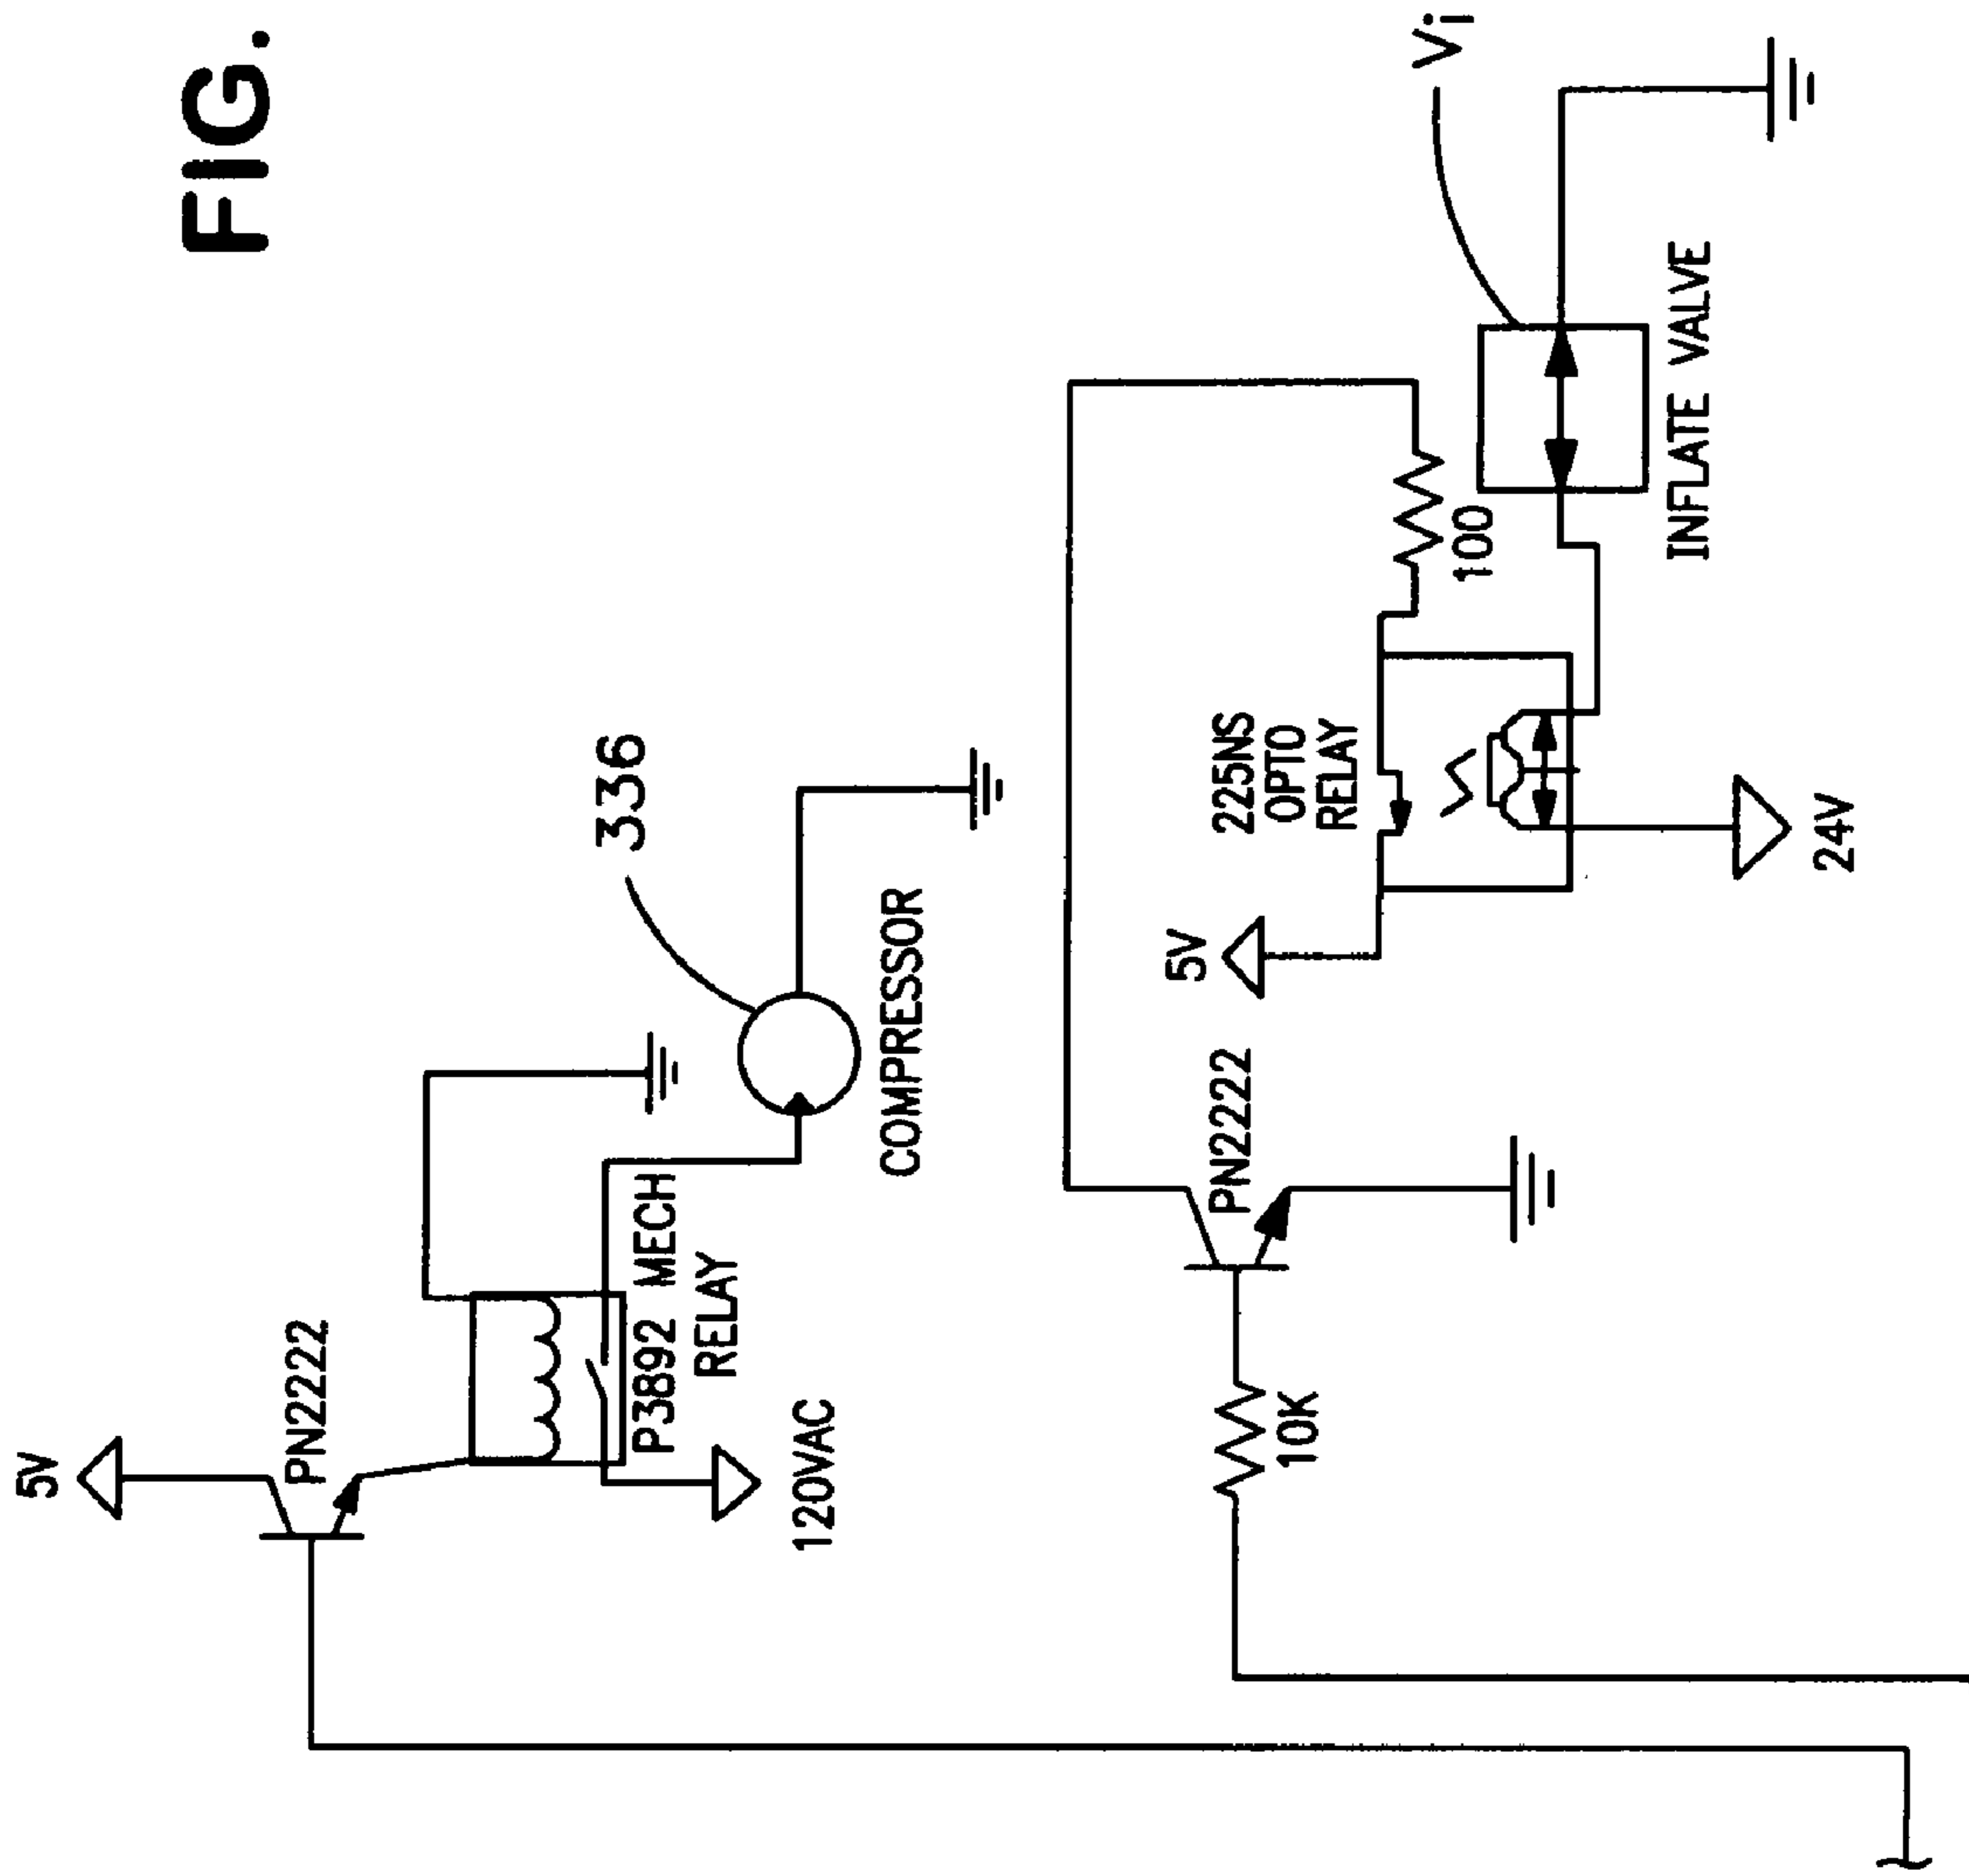 FIG.
5V
PN2222
P3892 MECH
RELAY
120VAC
336
COMPRESSOR
10K
PN2222
5V
225NS
OPTO
RELAY
24V
100
Vi
INFLATE VALVE